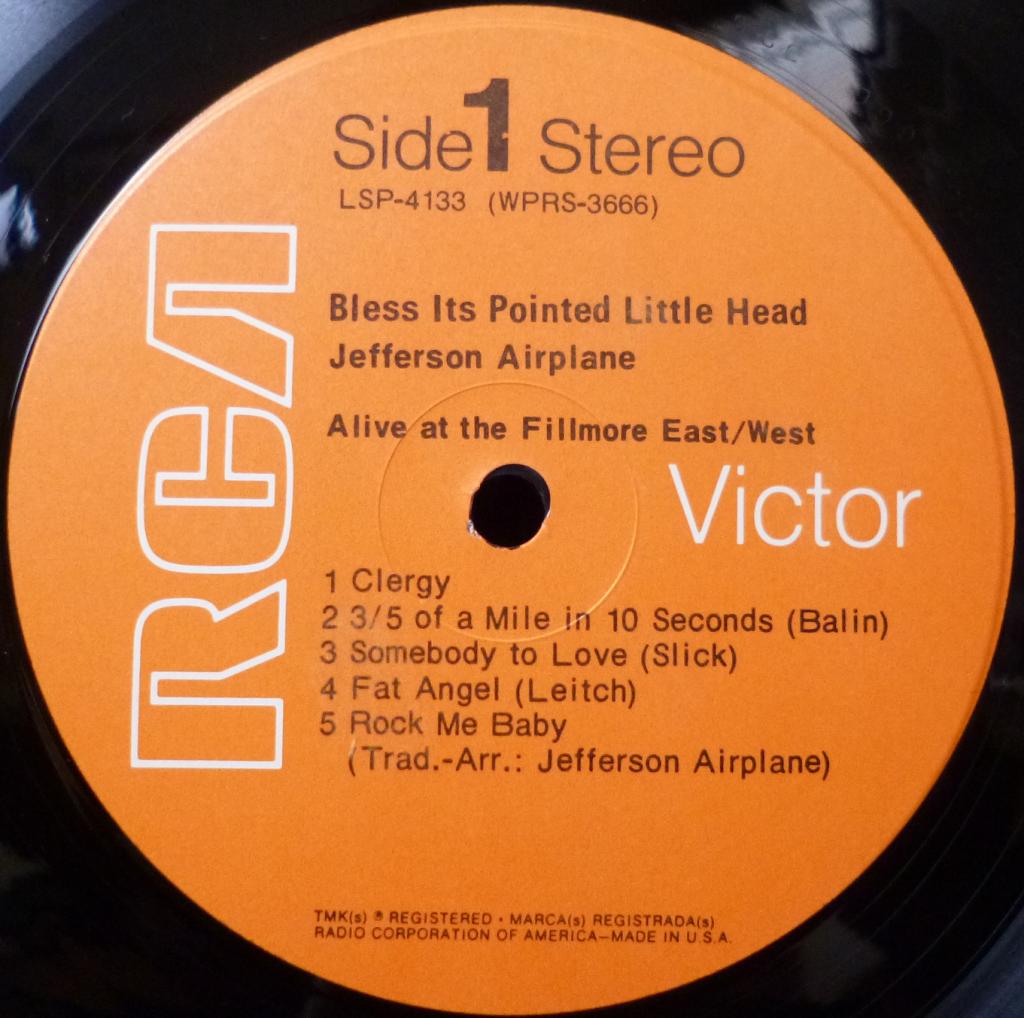 Side 1 Stereo
LSP-4133 (WPRS-3666)
RCA
Bless Its Pointed Little Head
Jefferson Airplane
Alive at the Fillmore East/West
Victor
1 Clergy
2 3/5 of a Mile in 10 Seconds (Balin)
3 Somebody to Love (Slick)
4 Fat Angel (Leitch)
5 Rock Me Baby
(Trad.-Arr.: Jefferson Airplane)
TMK(s) ® REGISTERED • MARCA(s) REGISTRADA(s)
RADIO CORPORATION OF AMERICA—MADE IN U.S.A.